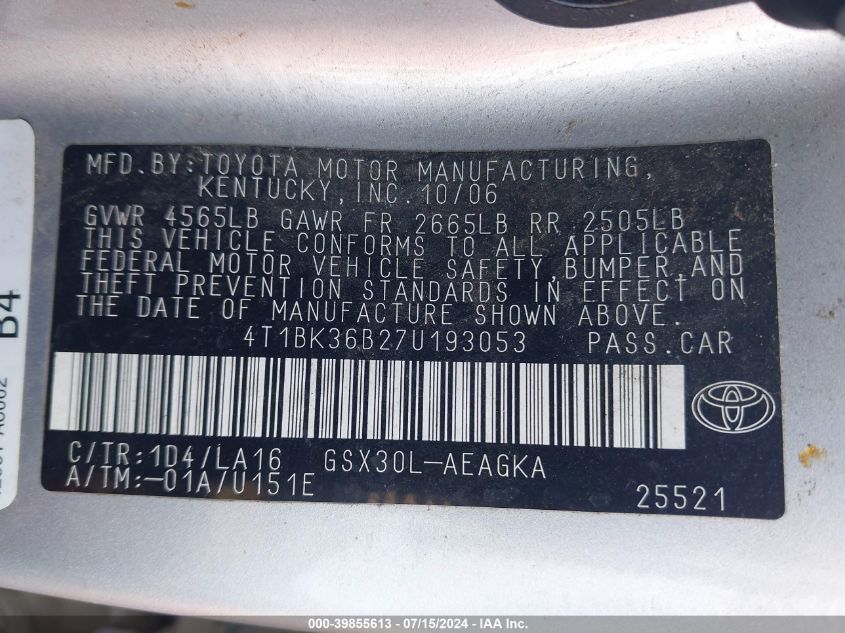 MFD.BY:TOYOTA MOTOR MANUFACTURING,
KENTUCKY,INC.10/06
GVWR 4565LB GAWR FR 2665LB RR 2505LB
THIS VEHICLE CONFORMS TO ALL APPLICABLE
FEDERAL MOTOR VEHICLE SAFETY,BUMPER,AND
THEFT PREVENTION STANDARDS IN EFFECT ON
THE DATE OF MANUFACTURE SHOWN ABOVE.
4T1BK36B27U193053 PASS.CAR
C/TR:1D4/LA16 GSX30L-AEAGKA
A/TM:-01A/U151E
25521
B4
000-39855613 - 07/15/2024 - IAA Inc.